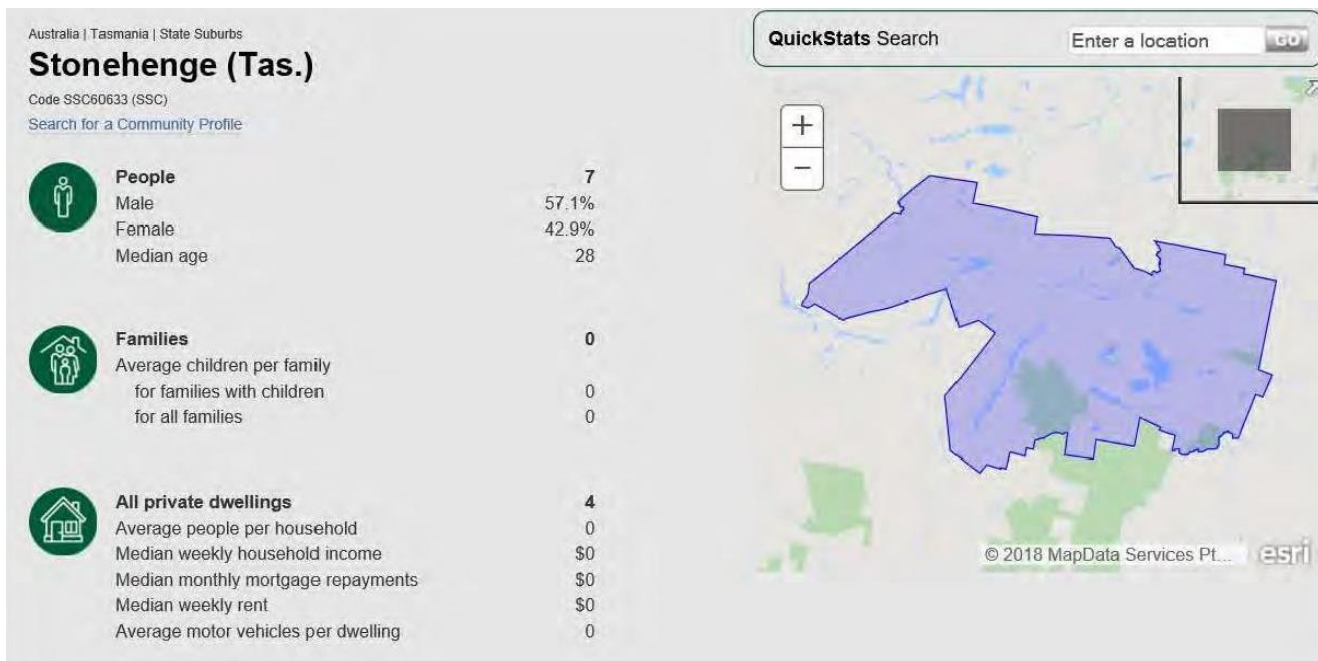 Australia | Tasmania | State Suburbs
Stonehenge (Tas.)
Code SSC60633 (SSC)
Search for a Community Profile
People 7
Male 57.1%
Female 42.9%
Median age 28
Families 0
Average children per family
for families with children 0
for all families 0
All private dwellings 4
Average people per household 0
Median weekly household income $0
Median monthly mortgage repayments $0
Median weekly rent $0
Average motor vehicles per dwelling 0
QuickStats Search Enter a location GO
+
−
© 2018 MapData Services Pt... esri